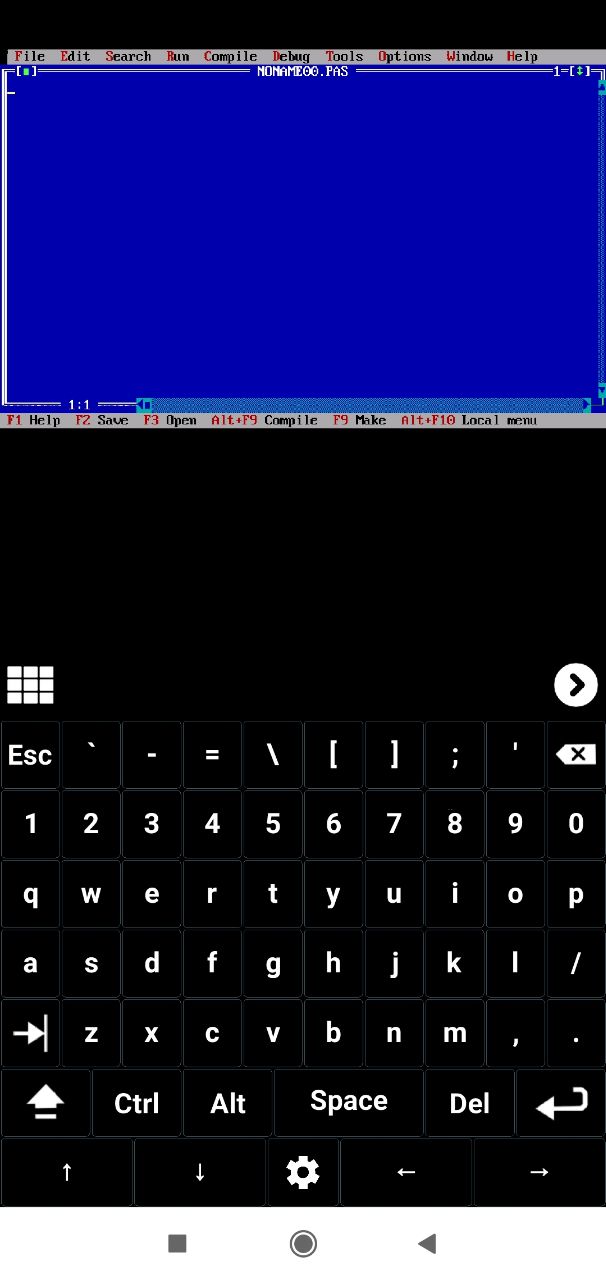 File Edit Search Run Compile Debug Tools Options Window Help
[■] NONAME00.PAS 1=[↕]
1:1
F1 Help F2 Save F3 Open Alt+F9 Compile F9 Make Alt+F10 Local menu
Esc ` - = \ [ ] ; '
1 2 3 4 5 6 7 8 9 0
q w e r t y u i o p
a s d f g h j k l /
z x c v b n m , .
Ctrl Alt Space Del
↑ ↓ ← →